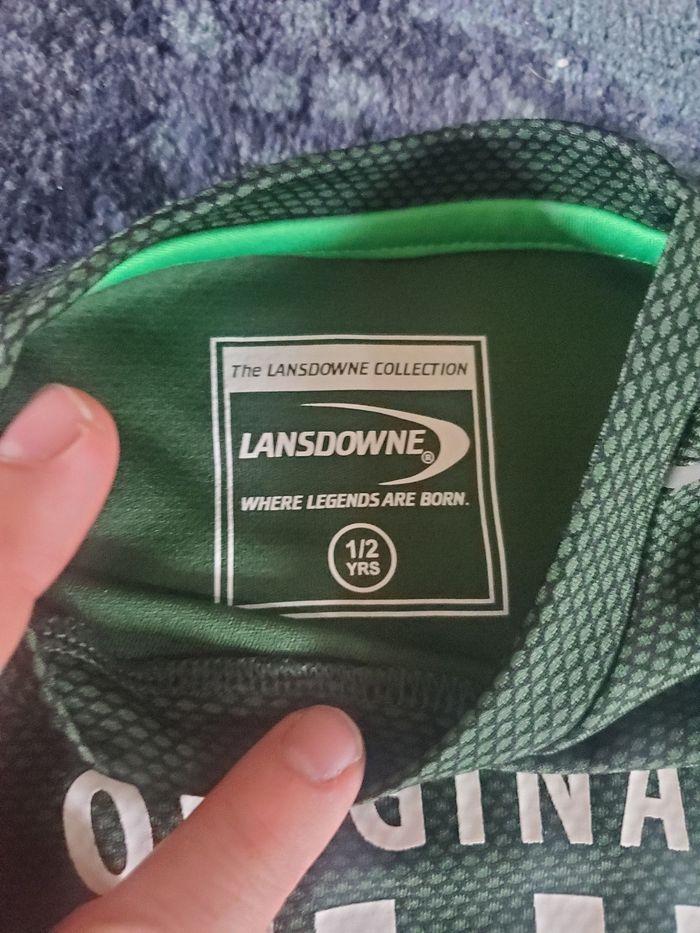 The LANSDOWNE COLLECTION
LANSDOWNE®
WHERE LEGENDS ARE BORN.
1/2
YRS